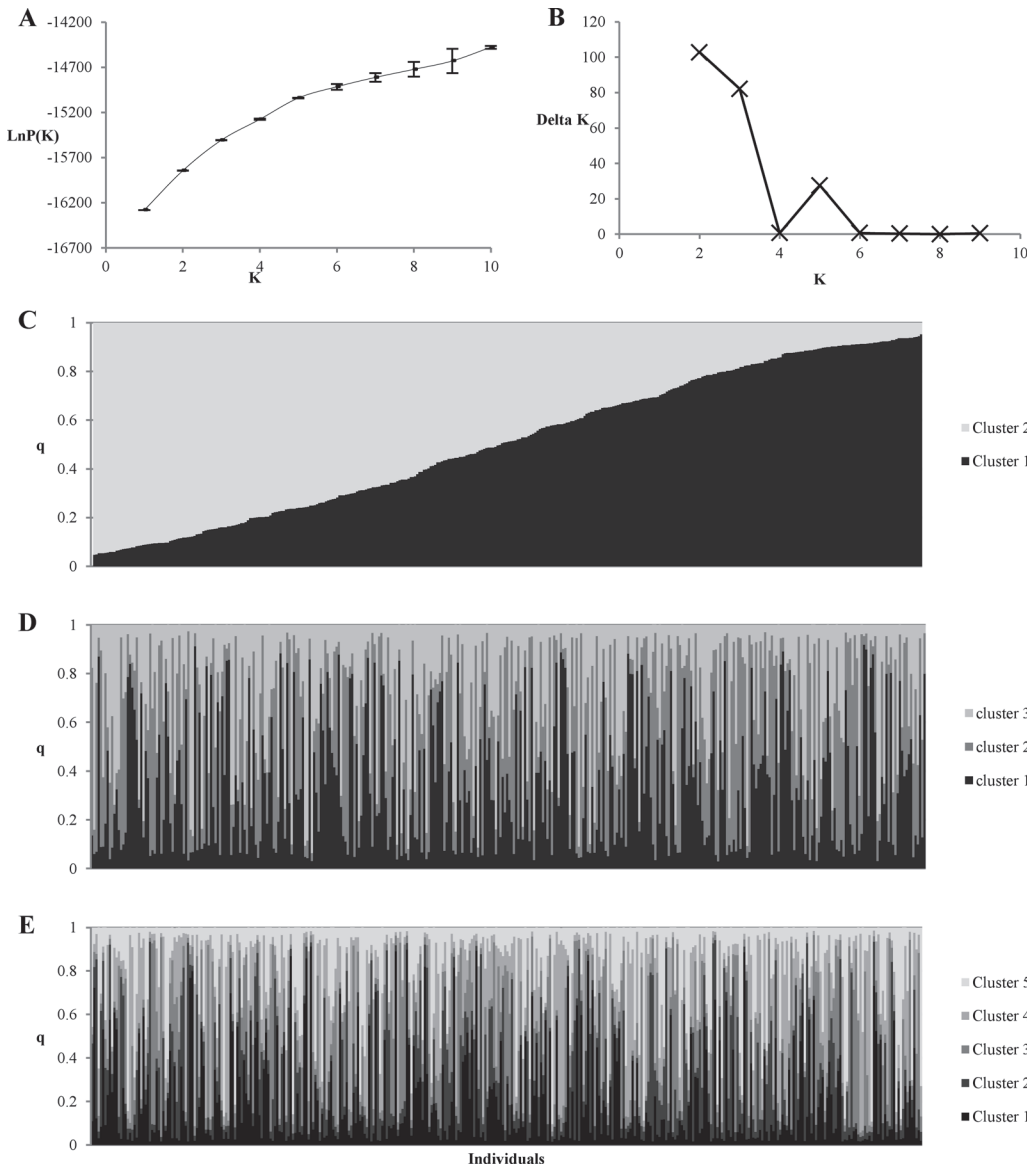 A
-14200
-14700
-15200
LnP(K)
-15700
-16200
-16700
0
2
4
6
8
10
K
B
120
100
80
Delta K
60
40
20
0
0
2
4
6
8
10
K
C
1
0.8
0.6
q
0.4
0.2
0
Cluster 2
Cluster 1
D
1
0.8
0.6
q
0.4
0.2
0
cluster 3
cluster 2
cluster 1
E
1
0.8
0.6
q
0.4
0.2
0
Cluster 5
Cluster 4
Cluster 3
Cluster 2
Cluster 1
Individuals